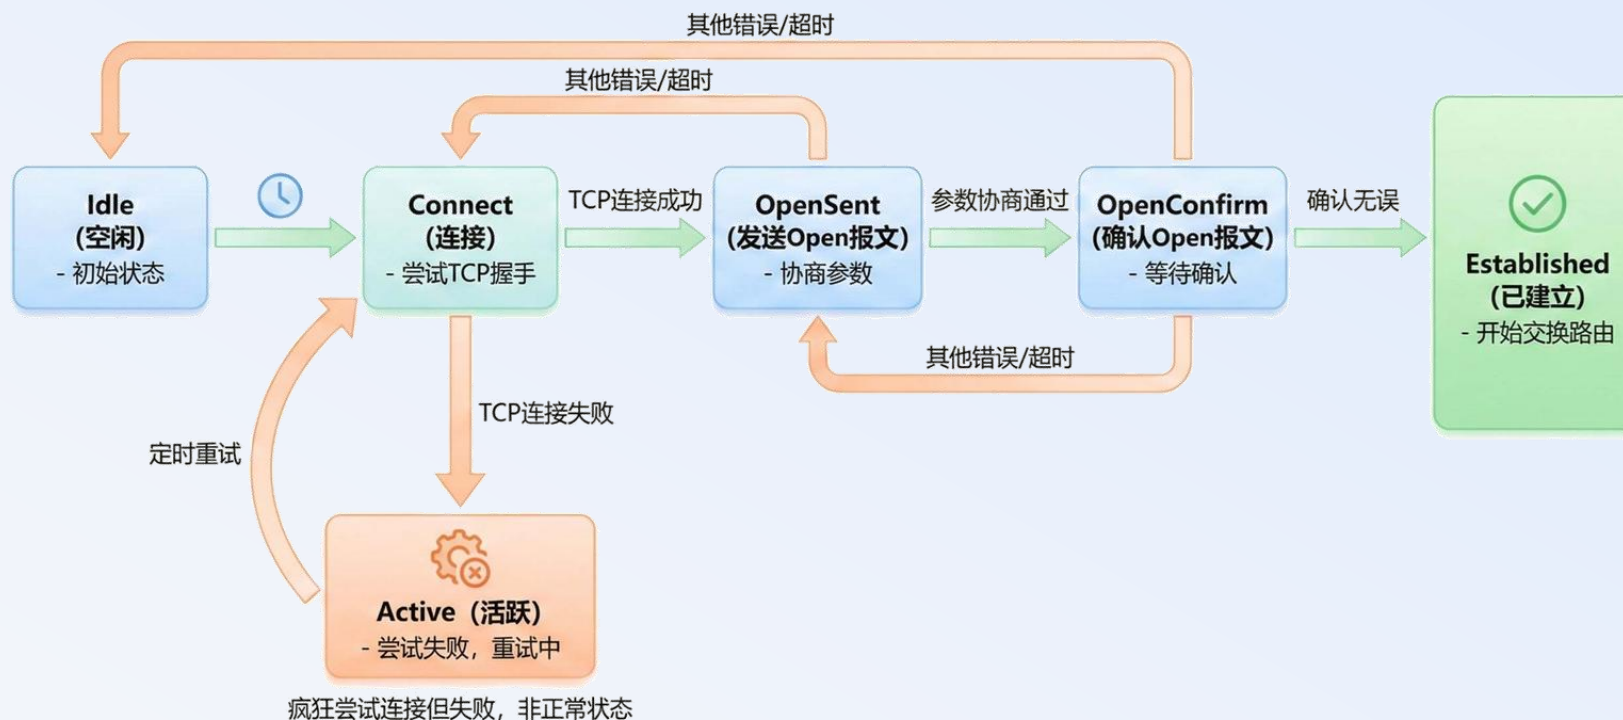 其他错误/超时
其他错误/超时
Idle
(空闲)
- 初始状态
Connect
(连接)
- 尝试TCP握手
TCP连接成功
OpenSent
(发送Open报文)
- 协商参数
参数协商通过
OpenConfirm
(确认Open报文)
- 等待确认
确认无误
Established
(已建立)
- 开始交换路由
其他错误/超时
TCP连接失败
定时重试
Active（活跃）
- 尝试失败，重试中
疯狂尝试连接但失败，非正常状态